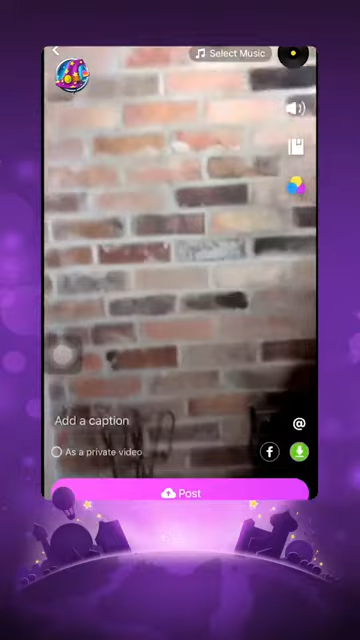 Select Music
Add a caption
@
As a private video
f
Post